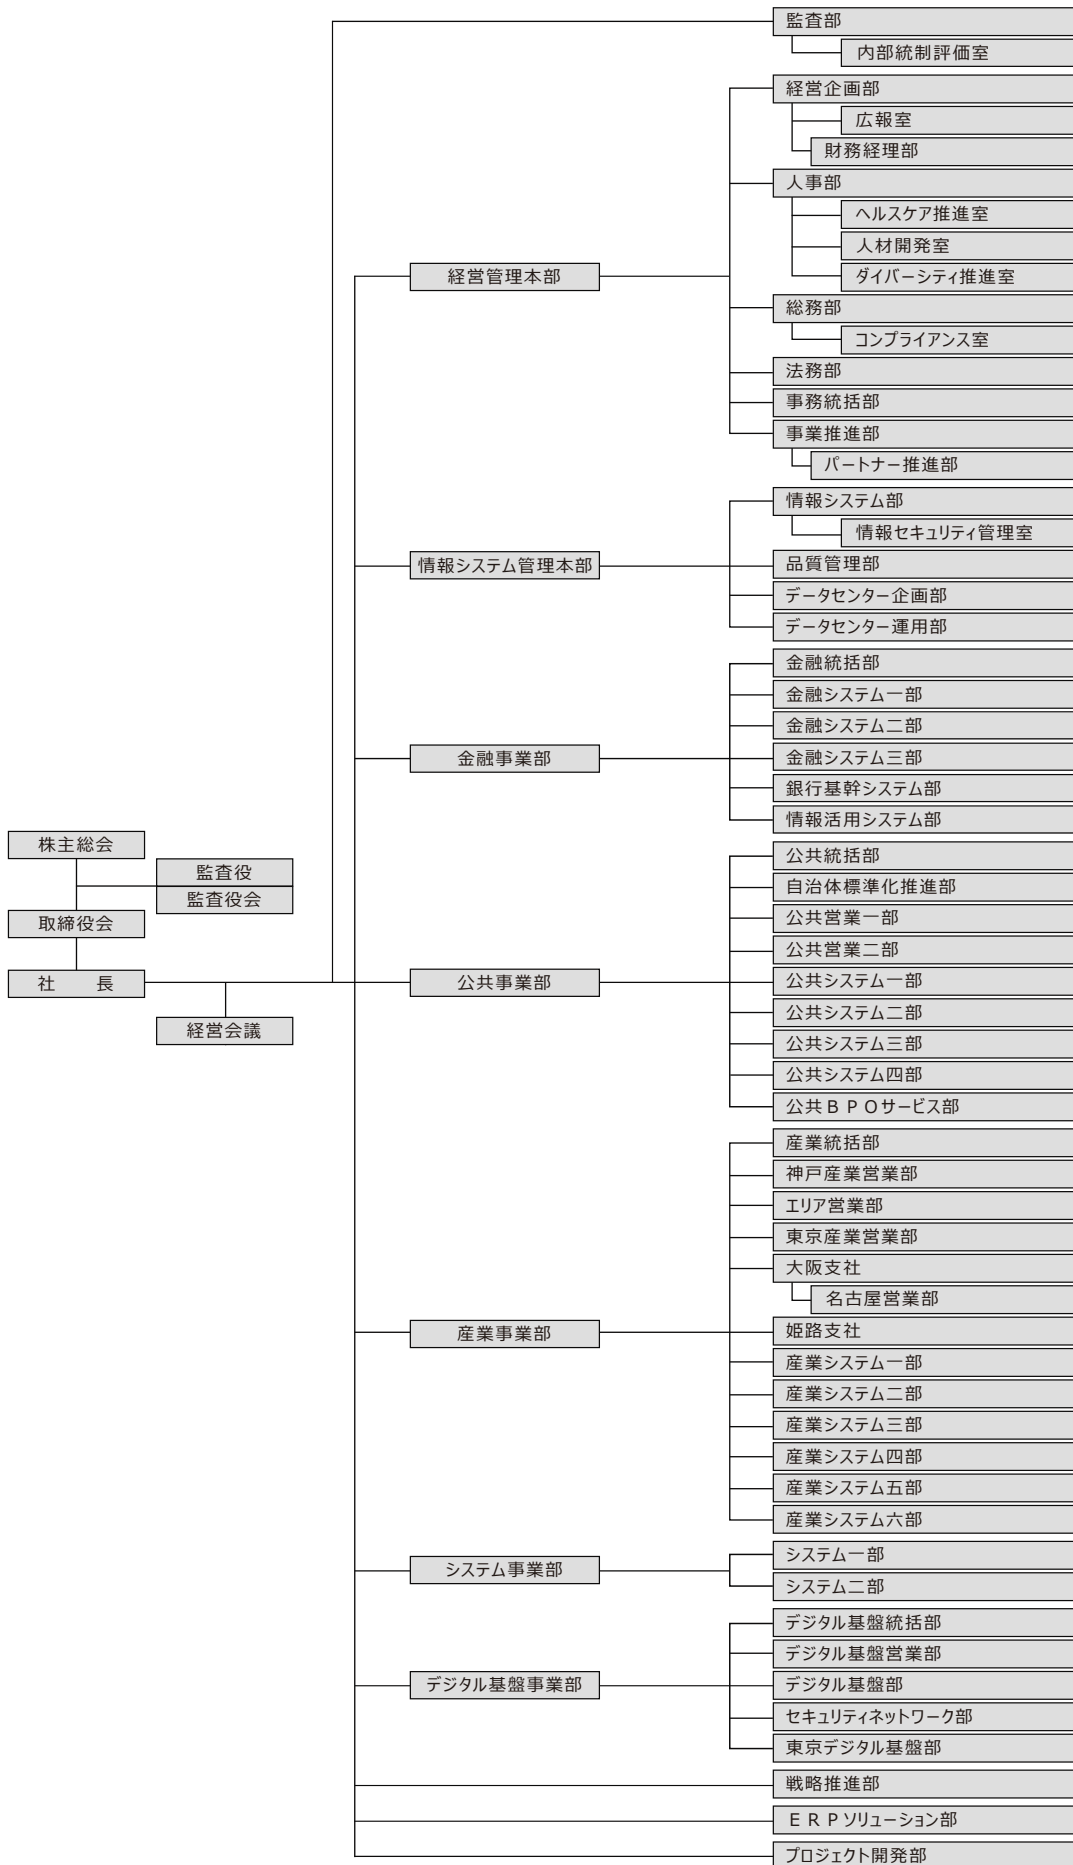 株主総会
監査役
監査役会
取締役会
社　長
経営会議
監査部
内部統制評価室
経営管理本部
経営企画部
広報室
財務経理部
人事部
ヘルスケア推進室
人材開発室
ダイバーシティ推進室
総務部
コンプライアンス室
法務部
事務統括部
事業推進部
パートナー推進部
情報システム管理本部
情報システム部
情報セキュリティ管理室
品質管理部
データセンター企画部
データセンター運用部
金融事業部
金融統括部
金融システム一部
金融システム二部
金融システム三部
銀行基幹システム部
情報活用システム部
公共事業部
公共統括部
自治体標準化推進部
公共営業一部
公共営業二部
公共システム一部
公共システム二部
公共システム三部
公共システム四部
公共ＢＰＯサービス部
産業事業部
産業統括部
神戸産業営業部
エリア営業部
東京産業営業部
大阪支社
名古屋営業部
姫路支社
産業システム一部
産業システム二部
産業システム三部
産業システム四部
産業システム五部
産業システム六部
システム事業部
システム一部
システム二部
デジタル基盤事業部
デジタル基盤統括部
デジタル基盤営業部
デジタル基盤部
セキュリティネットワーク部
東京デジタル基盤部
戦略推進部
ＥＲＰソリューション部
プロジェクト開発部